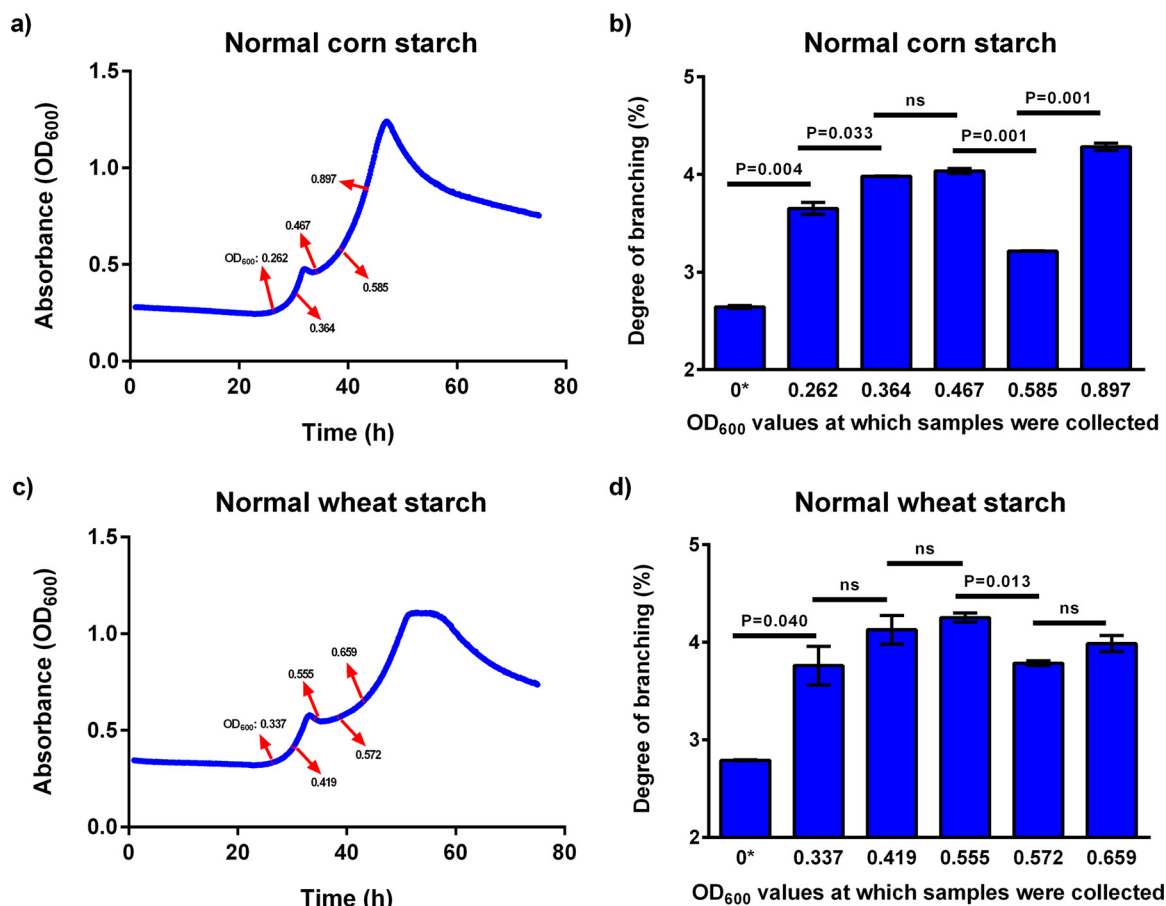 a)
Normal corn starch
Absorbance (OD600)
1.5
1.0
0.5
0.0
0.897
0.467
OD600: 0.262
0.585
0.364
0 20 40 60 80
Time (h)
b)
Normal corn starch
Degree of branching (%)
5
4
3
2
P=0.004
P=0.033
ns
P=0.001
P=0.001
0* 0.262 0.364 0.467 0.585 0.897
OD600 values at which samples were collected
c)
Normal wheat starch
Absorbance (OD600)
1.5
1.0
0.5
0.0
0.659
0.555
OD600: 0.337
0.572
0.419
0 20 40 60 80
Time (h)
d)
Normal wheat starch
Degree of branching (%)
5
4
3
2
P=0.040
ns
ns
P=0.013
ns
0* 0.337 0.419 0.555 0.572 0.659
OD600 values at which samples were collected